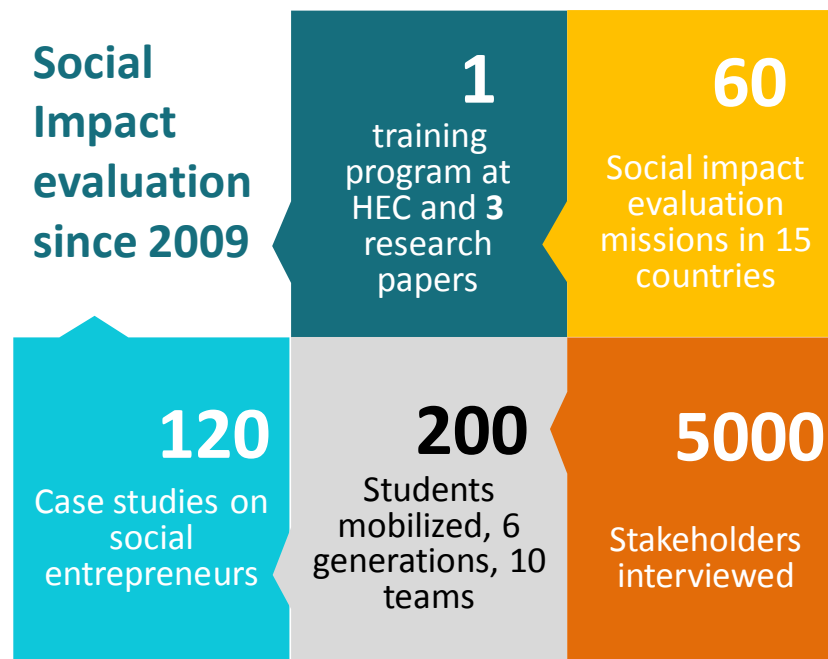 Social
Impact
evaluation
since 2009
1
training
program at
HEC and 3
research
papers
60
Social impact
evaluation
missions in 15
countries
120
Case studies on
social
entrepreneurs
200
Students
mobilized, 6
generations, 10
teams
5000
Stakeholders
interviewed